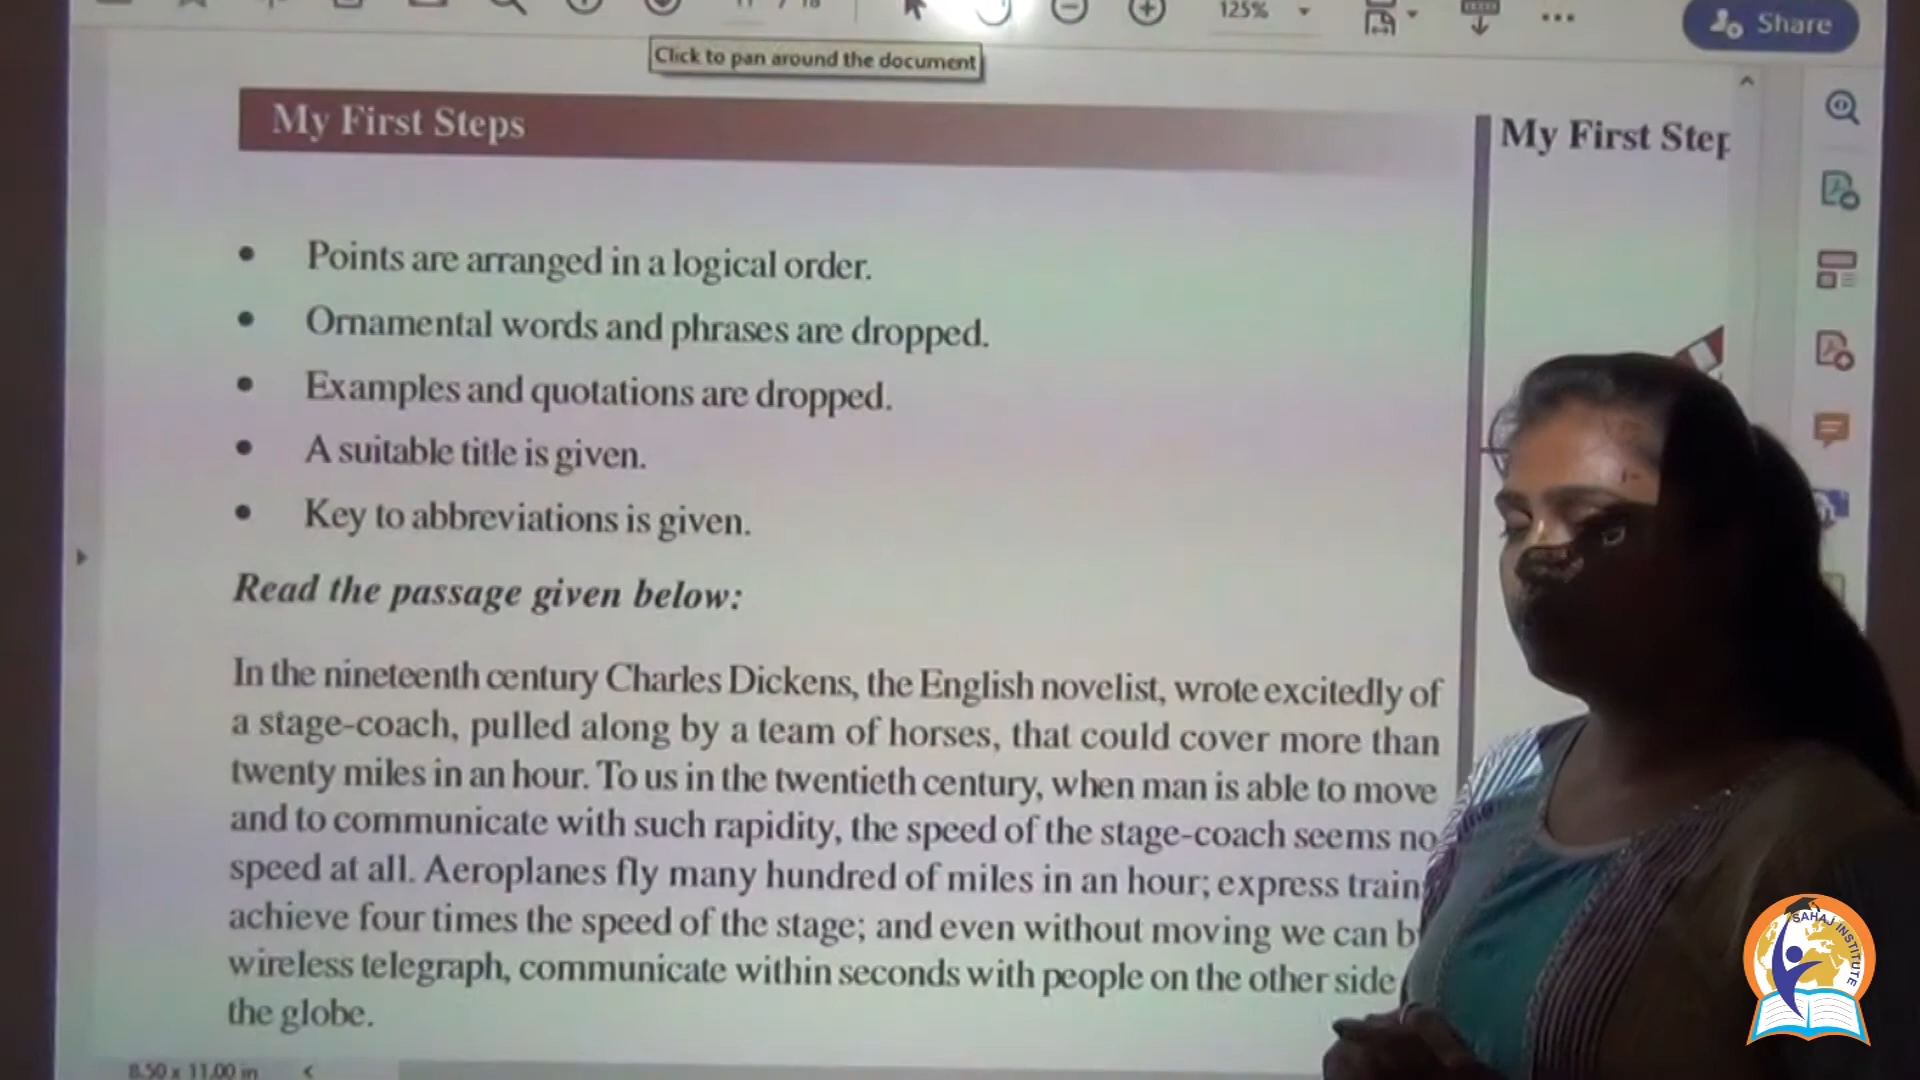 125%
Share
Click to pan around the document
My First Steps
My First Step
• Points are arranged in a logical order.
• Ornamental words and phrases are dropped.
• Examples and quotations are dropped.
• A suitable title is given.
• Key to abbreviations is given.
Read the passage given below:
In the nineteenth century Charles Dickens, the English novelist, wrote excitedly of
a stage-coach, pulled along by a team of horses, that could cover more than
twenty miles in an hour. To us in the twentieth century, when man is able to move
and to communicate with such rapidity, the speed of the stage-coach seems no
speed at all. Aeroplanes fly many hundred of miles in an hour; express train
achieve four times the speed of the stage; and even without moving we can b
wireless telegraph, communicate within seconds with people on the other side
the globe.
8.50 x 11.00 in
SAHAJ INSTITUTE